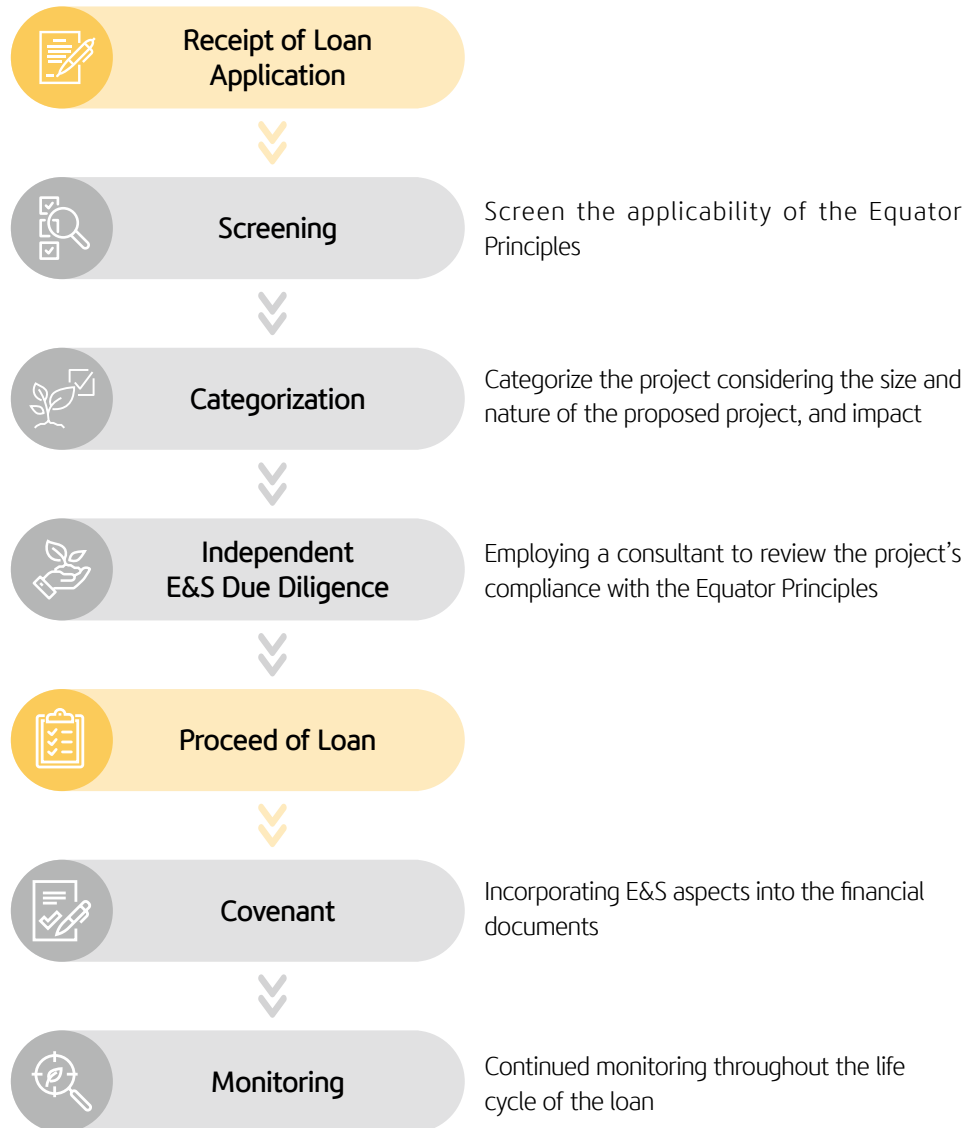 Receipt of Loan
Application
Screening
Screen the applicability of the Equator
Principles
Categorization
Categorize the project considering the size and
nature of the proposed project, and impact
Independent
E&S Due Diligence
Employing a consultant to review the project’s
compliance with the Equator Principles
Proceed of Loan
Covenant
Incorporating E&S aspects into the financial
documents
Monitoring
Continued monitoring throughout the life
cycle of the loan